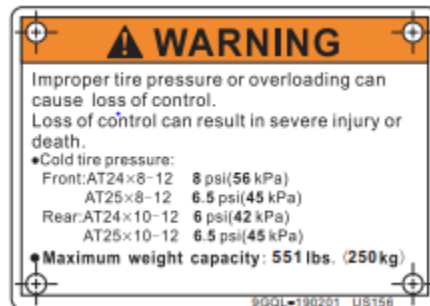 WARNING
Improper tire pressure or overloading can
cause loss of control.
Loss of control can result in severe injury or
death.
●Cold tire pressure:
Front:AT24×8-12 8 psi(56 kPa)
AT25×8-12 6.5 psi(45 kPa)
Rear:AT24×10-12 6 psi(42 kPa)
AT25×10-12 6.5 psi(45 kPa)
●Maximum weight capacity: 551 lbs. (250kg)
9GQL-190201 US156